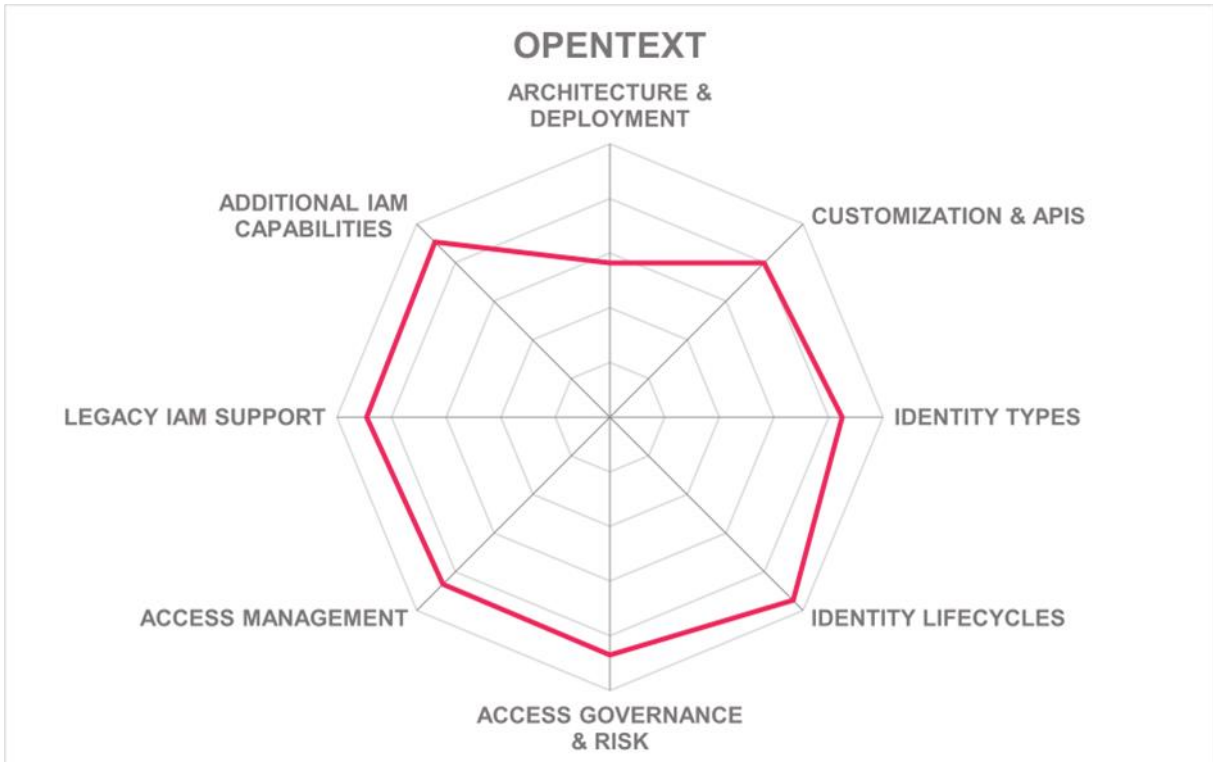 OPENTEXT
ARCHITECTURE &
DEPLOYMENT
ADDITIONAL IAM
CAPABILITIES
CUSTOMIZATION & APIS
LEGACY IAM SUPPORT
IDENTITY TYPES
ACCESS MANAGEMENT
IDENTITY LIFECYCLES
ACCESS GOVERNANCE
& RISK